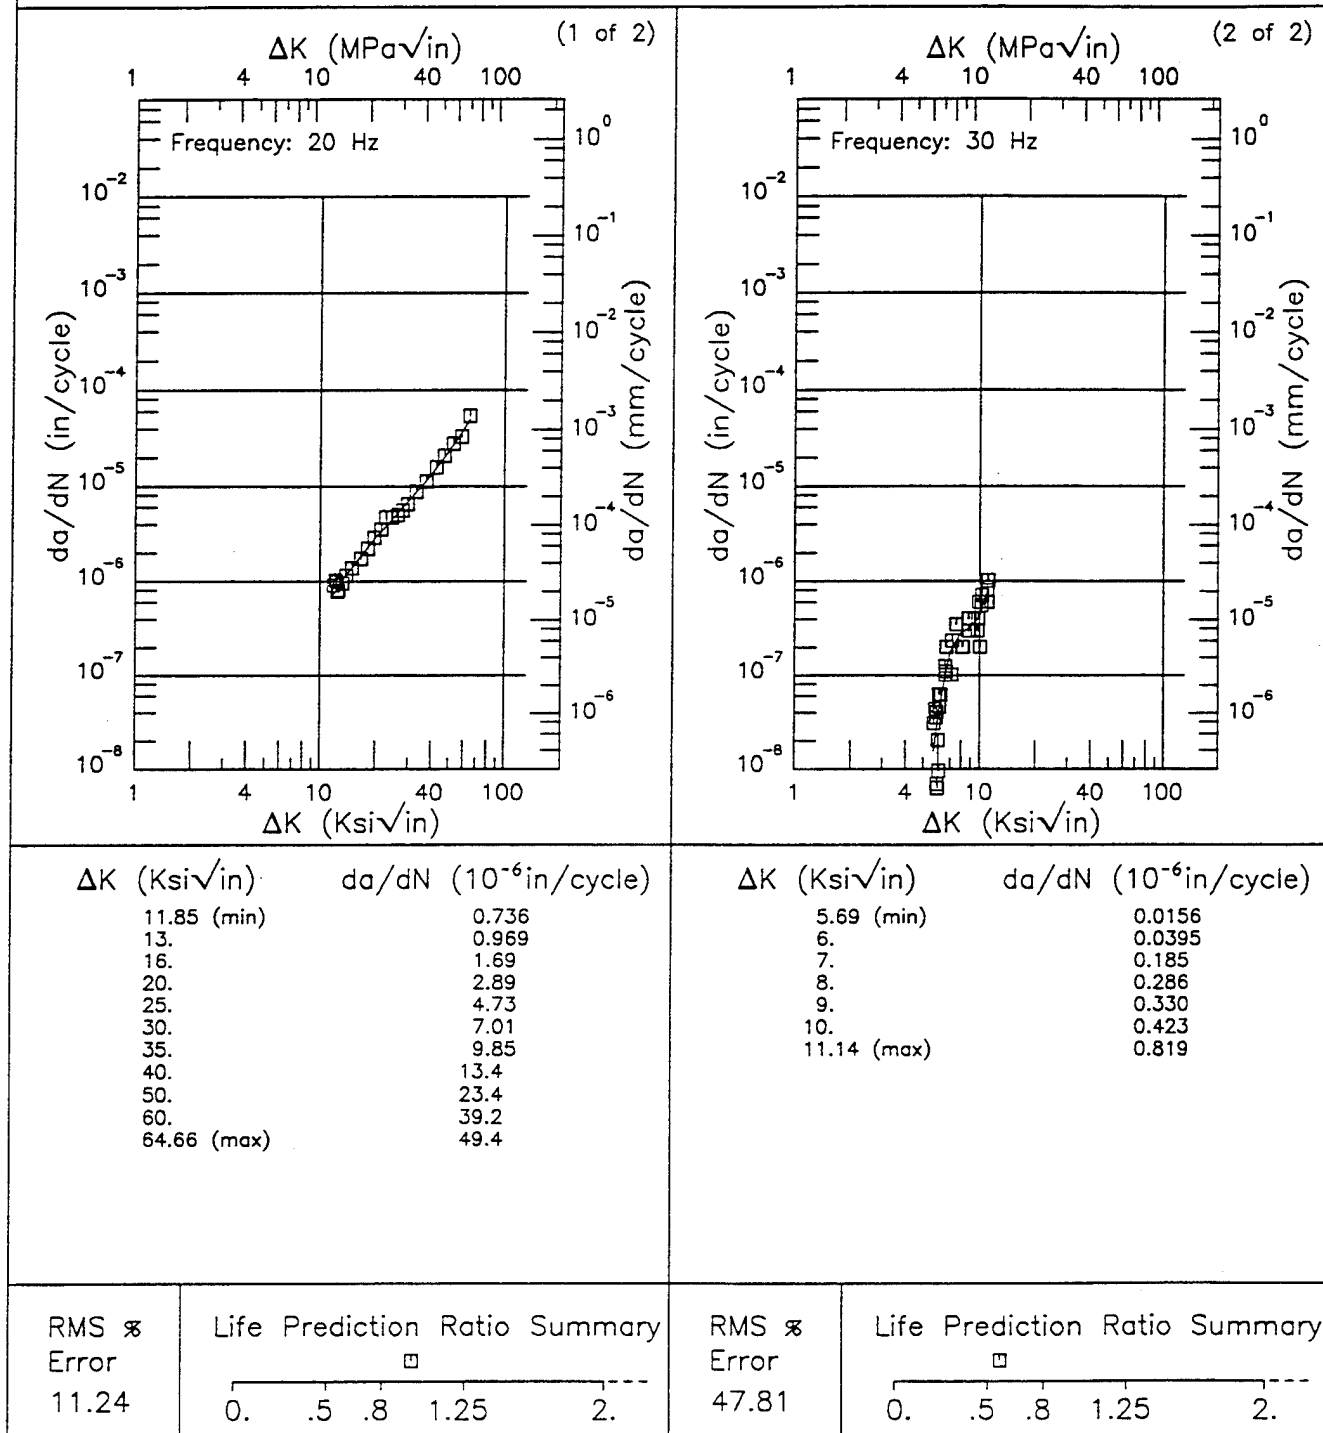 (1 of 2)
ΔK (MPa√in)
1 4 10 40 100
Frequency: 20 Hz
10⁰
10⁻²
10⁻¹
10⁻³
10⁻²
10⁻⁴
10⁻³
10⁻⁵
10⁻⁴
10⁻⁶
10⁻⁵
10⁻⁷
10⁻⁶
10⁻⁸
da/dN (in/cycle)
da/dN (mm/cycle)
1 4 10 40 100
ΔK (Ksi√in)
ΔK (Ksi√in) da/dN (10⁻⁶in/cycle)
11.85 (min) 0.736
13. 0.969
16. 1.69
20. 2.89
25. 4.73
30. 7.01
35. 9.85
40. 13.4
50. 23.4
60. 39.2
64.66 (max) 49.4
RMS % Error
11.24
Life Prediction Ratio Summary
0. .5 .8 1.25 2.
(2 of 2)
ΔK (MPa√in)
1 4 10 40 100
Frequency: 30 Hz
10⁰
10⁻²
10⁻¹
10⁻³
10⁻²
10⁻⁴
10⁻³
10⁻⁵
10⁻⁴
10⁻⁶
10⁻⁵
10⁻⁷
10⁻⁶
10⁻⁸
da/dN (in/cycle)
da/dN (mm/cycle)
1 4 10 40 100
ΔK (Ksi√in)
ΔK (Ksi√in) da/dN (10⁻⁶in/cycle)
5.69 (min) 0.0156
6. 0.0395
7. 0.185
8. 0.286
9. 0.330
10. 0.423
11.14 (max) 0.819
RMS % Error
47.81
Life Prediction Ratio Summary
0. .5 .8 1.25 2.